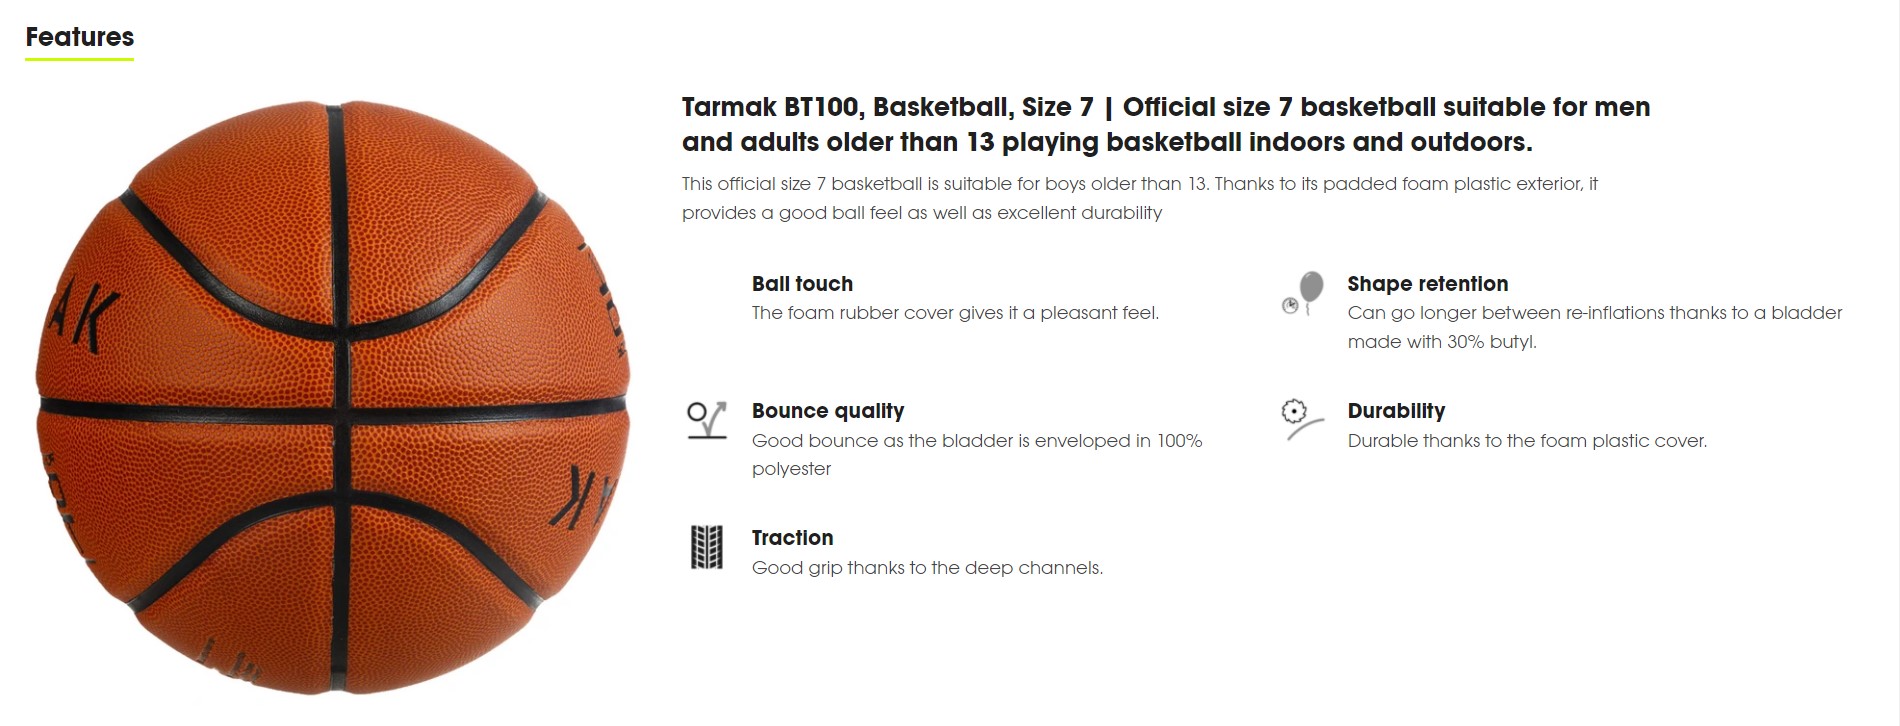 Features
Tarmak BT100, Basketball, Size 7 | Official size 7 basketball suitable for men
and adults older than 13 playing basketball indoors and outdoors.
This official size 7 basketball is suitable for boys older than 13. Thanks to its padded foam plastic exterior, it
provides a good ball feel as well as excellent durability
Ball touch
The foam rubber cover gives it a pleasant feel.
Shape retention
Can go longer between re-inflations thanks to a bladder
made with 30% butyl.
Bounce quality
Good bounce as the bladder is enveloped in 100%
polyester
Durability
Durable thanks to the foam plastic cover.
Traction
Good grip thanks to the deep channels.
AK
AK